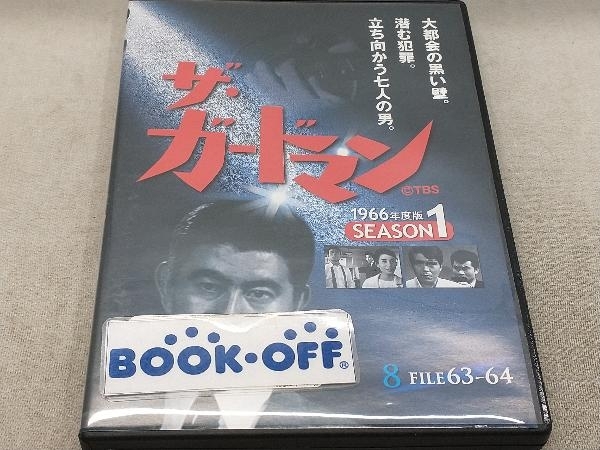 大都会の黒い壁。
潜む犯罪。
立ち向かう七人の男。
ザ・
ガードマン
©TBS
1966年度版
SEASON1
BOOK-OFF®
8 FILE63-64